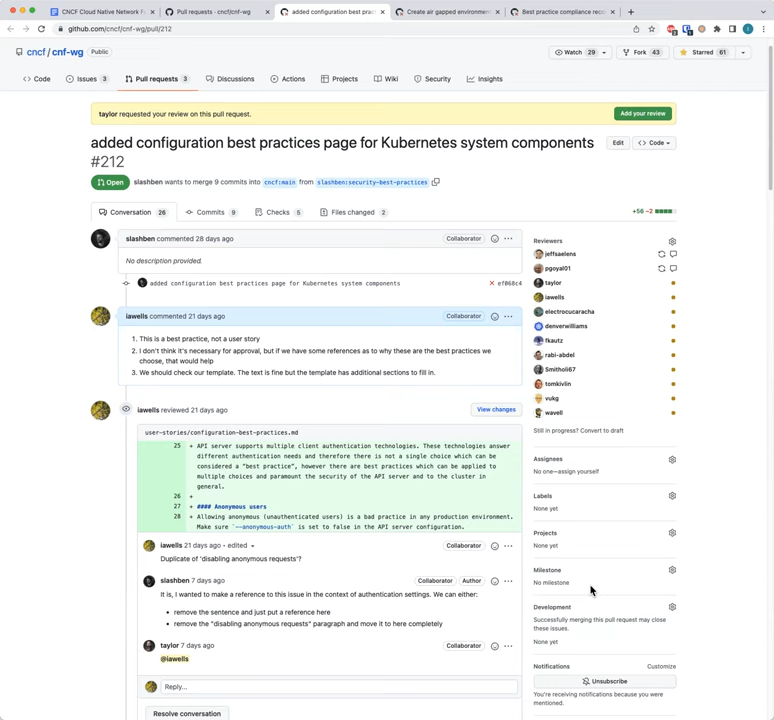 CNCF Cloud Native Network F
Pull requests · cncf/cnf-wg
added configuration best prac
Create air gapped environment
Best practice compliance rec
github.com/cncf/cnf-wg/pull/212
cncf / cnf-wg Public
Watch 29
Fork 43
Starred 61
Code
Issues 3
Pull requests 3
Discussions
Actions
Projects
Wiki
Security
Insights
taylor requested your review on this pull request.
Add your review
added configuration best practices page for Kubernetes system components
#212
Edit
Code
Open
slashben wants to merge 9 commits into cncf:main from slashben:security-best-practices
Conversation 26
Commits 9
Checks 5
Files changed 2
+56 −2
slashben commented 28 days ago
Collaborator
No description provided.
added configuration best practices page for Kubernetes system components
ef068c4
iawells commented 21 days ago
Collaborator
1. This is a best practice, not a user story
2. I don't think it's necessary for approval, but if we have some references as to why these are the best practices we
choose, that would help
3. We should check our template. The text is fine but the template has additional sections to fill in.
iawells reviewed 21 days ago
View changes
user-stories/configuration-best-practices.md
25 + API server supports multiple client authentication technologies. These technologies answer
different authentication needs and therefore there is not a single choice which can be
considered a "best practice", however there are best practices which can be applied to
multiple choices and paramount the security of the API server and to the cluster in
general.
26 +
27 + #### Anonymous users
28 + Allowing anonymous (unauthenticated users) is a bad practice in any production environment.
Make sure `--anonymous-auth` is set to false in the API server configuration.
iawells 21 days ago • edited
Collaborator
Duplicate of 'disabling anonymous requests'?
slashben 7 days ago
Collaborator
Author
It is, I wanted to make a reference to this issue in the context of authentication settings. We can either:
• remove the sentence and just put a reference here
• remove the "disabling anonymous requests" paragraph and move it to here completely
taylor 7 days ago
Collaborator
@iawells
Reply...
Resolve conversation
Reviewers
jeffsaelens
pgoyal01
taylor
iawells
electrocucaracha
denverwilliams
fkautz
rabi-abdel
Smitholi67
tomkivlin
vukg
wavell
Still in progress? Convert to draft
Assignees
No one—assign yourself
Labels
None yet
Projects
None yet
Milestone
No milestone
Development
Successfully merging this pull request may close
these issues.
None yet
Notifications
Customize
Unsubscribe
You're receiving notifications because you were
mentioned.